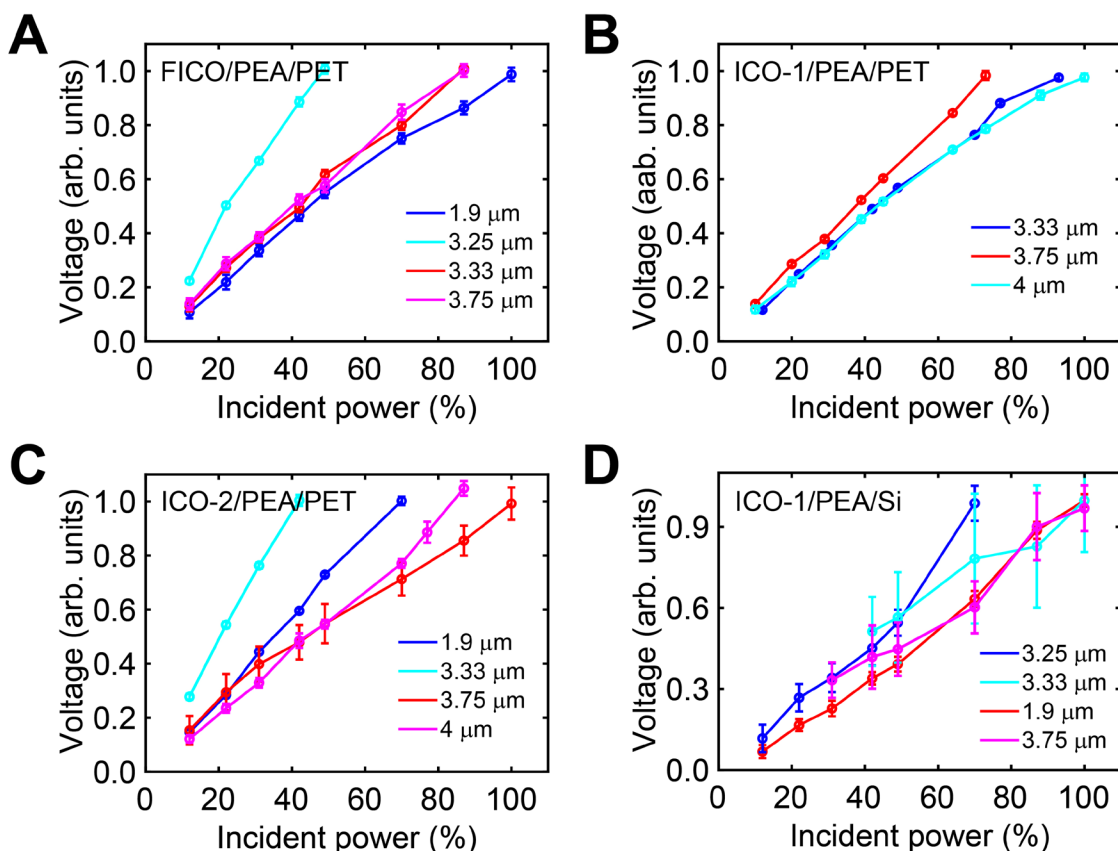 A
FICO/PEA/PET
Voltage (arb. units)
1.0
0.8
0.6
0.4
0.2
0.0
1.9 μm
3.25 μm
3.33 μm
3.75 μm
0 20 40 60 80 100
Incident power (%)
B
ICO-1/PEA/PET
Voltage (aab. units)
1.0
0.8
0.6
0.4
0.2
0.0
3.33 μm
3.75 μm
4 μm
0 20 40 60 80 100
Incident power (%)
C
ICO-2/PEA/PET
Voltage (arb. units)
1.0
0.8
0.6
0.4
0.2
0.0
1.9 μm
3.33 μm
3.75 μm
4 μm
0 20 40 60 80 100
Incident power (%)
D
ICO-1/PEA/Si
Voltage (arb. units)
0.9
0.6
0.3
0.0
3.25 μm
3.33 μm
1.9 μm
3.75 μm
0 20 40 60 80 100
Incident power (%)